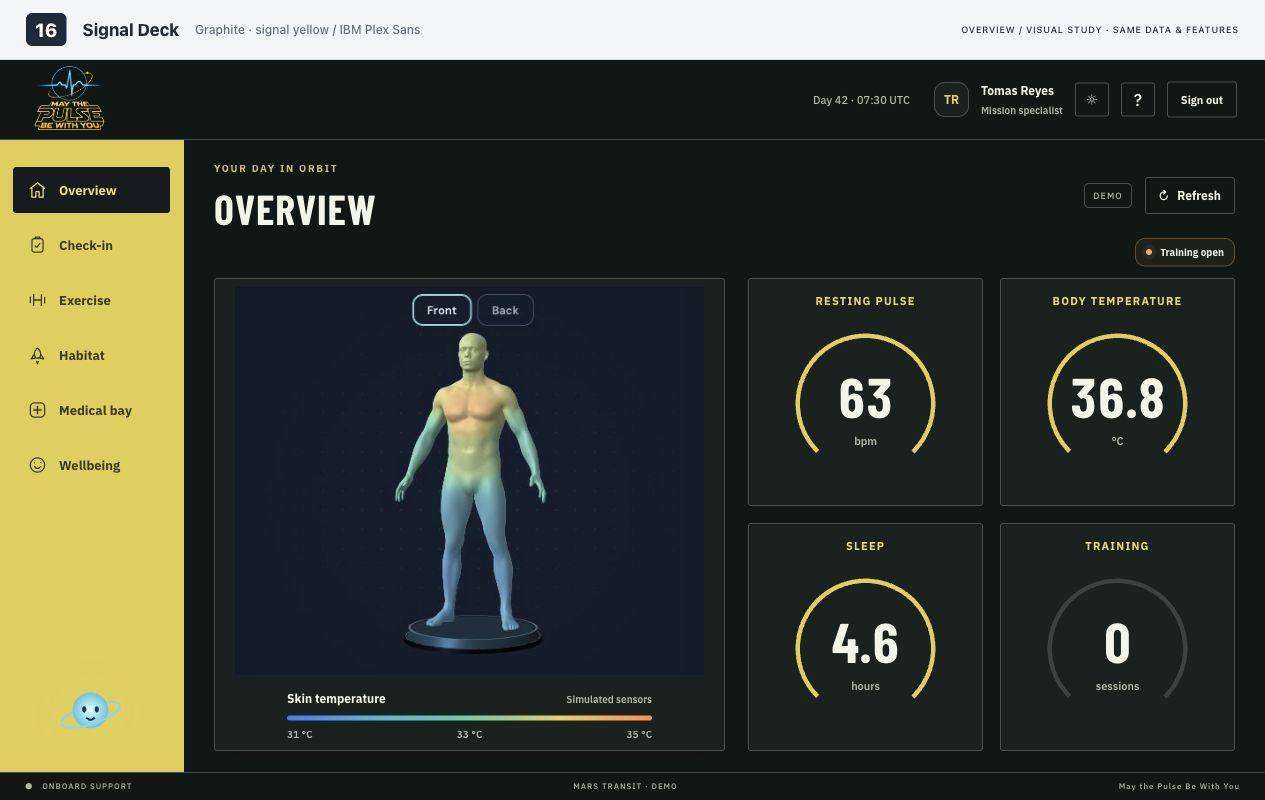 16 Signal Deck Graphite · signal yellow / IBM Plex Sans OVERVIEW / VISUAL STUDY · SAME DATA & FEATURES
MAY THE
PULSE
BE WITH YOU
Day 42 · 07:30 UTC TR Tomas Reyes
Mission specialist
? Sign out
Overview
Check-in
Exercise
Habitat
Medical bay
Wellbeing
YOUR DAY IN ORBIT
OVERVIEW
DEMO Refresh
Training open
Front Back
Skin temperature Simulated sensors
31 °C 33 °C 35 °C
RESTING PULSE
63
bpm
BODY TEMPERATURE
36.8
°C
SLEEP
4.6
hours
TRAINING
0
sessions
ONBOARD SUPPORT MARS TRANSIT · DEMO May the Pulse Be With You